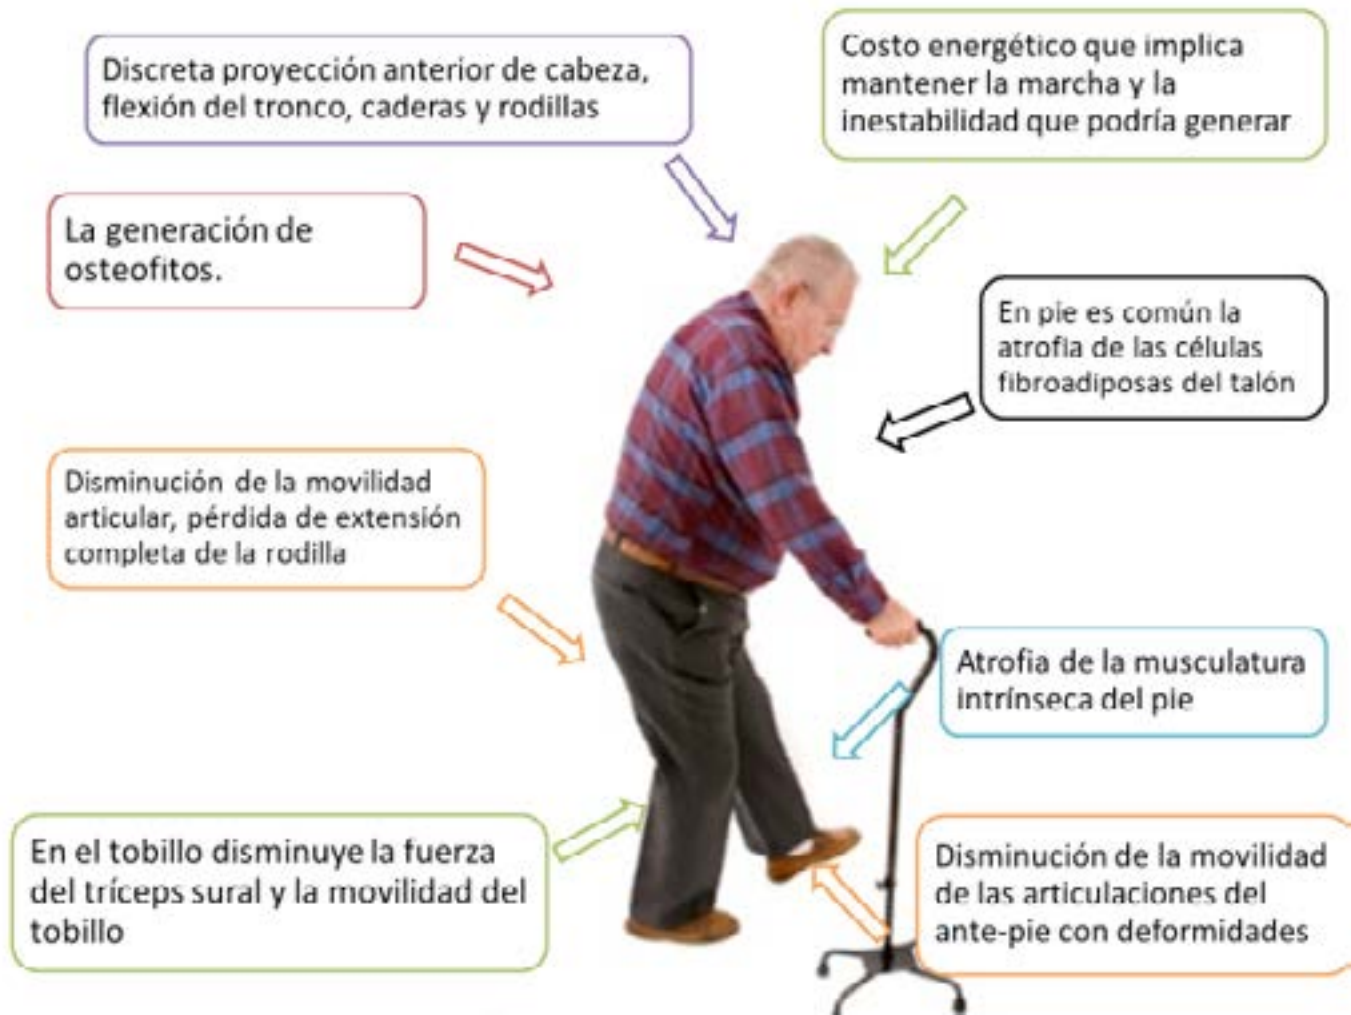 Discreta proyección anterior de cabeza,
flexión del tronco, caderas y rodillas
Costo energético que implica
mantener la marcha y la
inestabilidad que podría generar
La generación de
osteofitos.
En pie es común la
atrofia de las células
fibroadiposas del talón
Disminución de la movilidad
articular, pérdida de extensión
completa de la rodilla
Atrofia de la musculatura
intrínseca del pie
En el tobillo disminuye la fuerza
del tríceps sural y la movilidad del
tobillo
Disminución de la movilidad
de las articulaciones del
ante-pie con deformidades